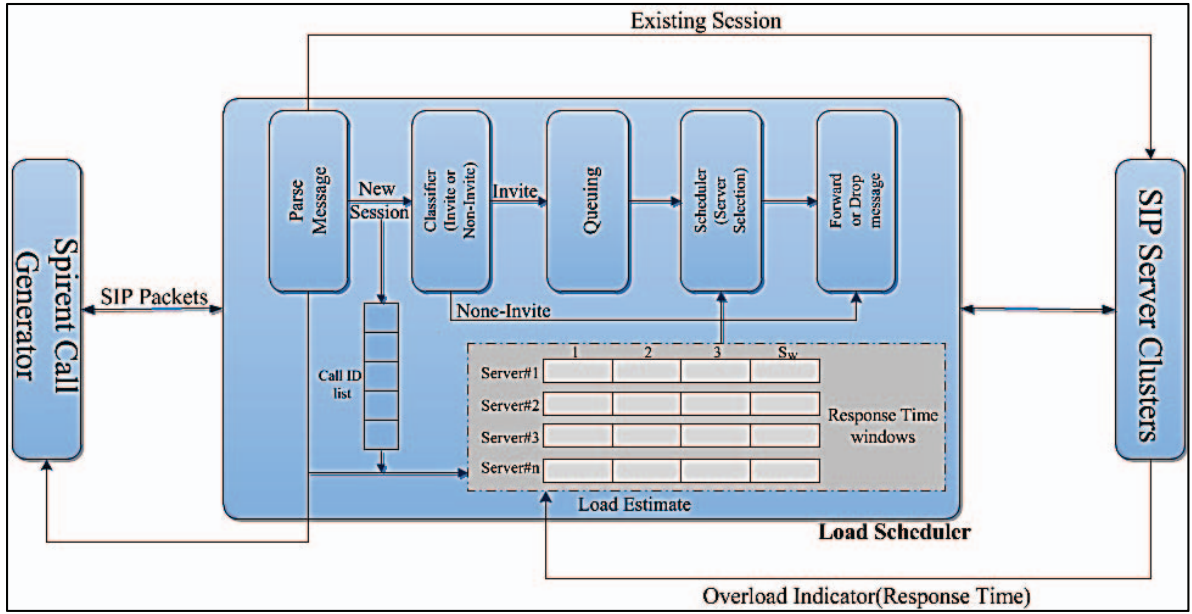 Existing Session
Parse
Message
New
Session
Classifier
(Invite or
Non-Invite)
Invite
Queuing
Scheduler
(Server
Selection)
Forward
or Drop
message
Spirent Call
Generator
SIP Packets
SIP Server Clusters
None-Invite
Call ID
list
1 2 3 Sw
Server#1
Server#2
Server#3
Server#n
Response Time
windows
Load Estimate
Load Scheduler
Overload Indicator(Response Time)